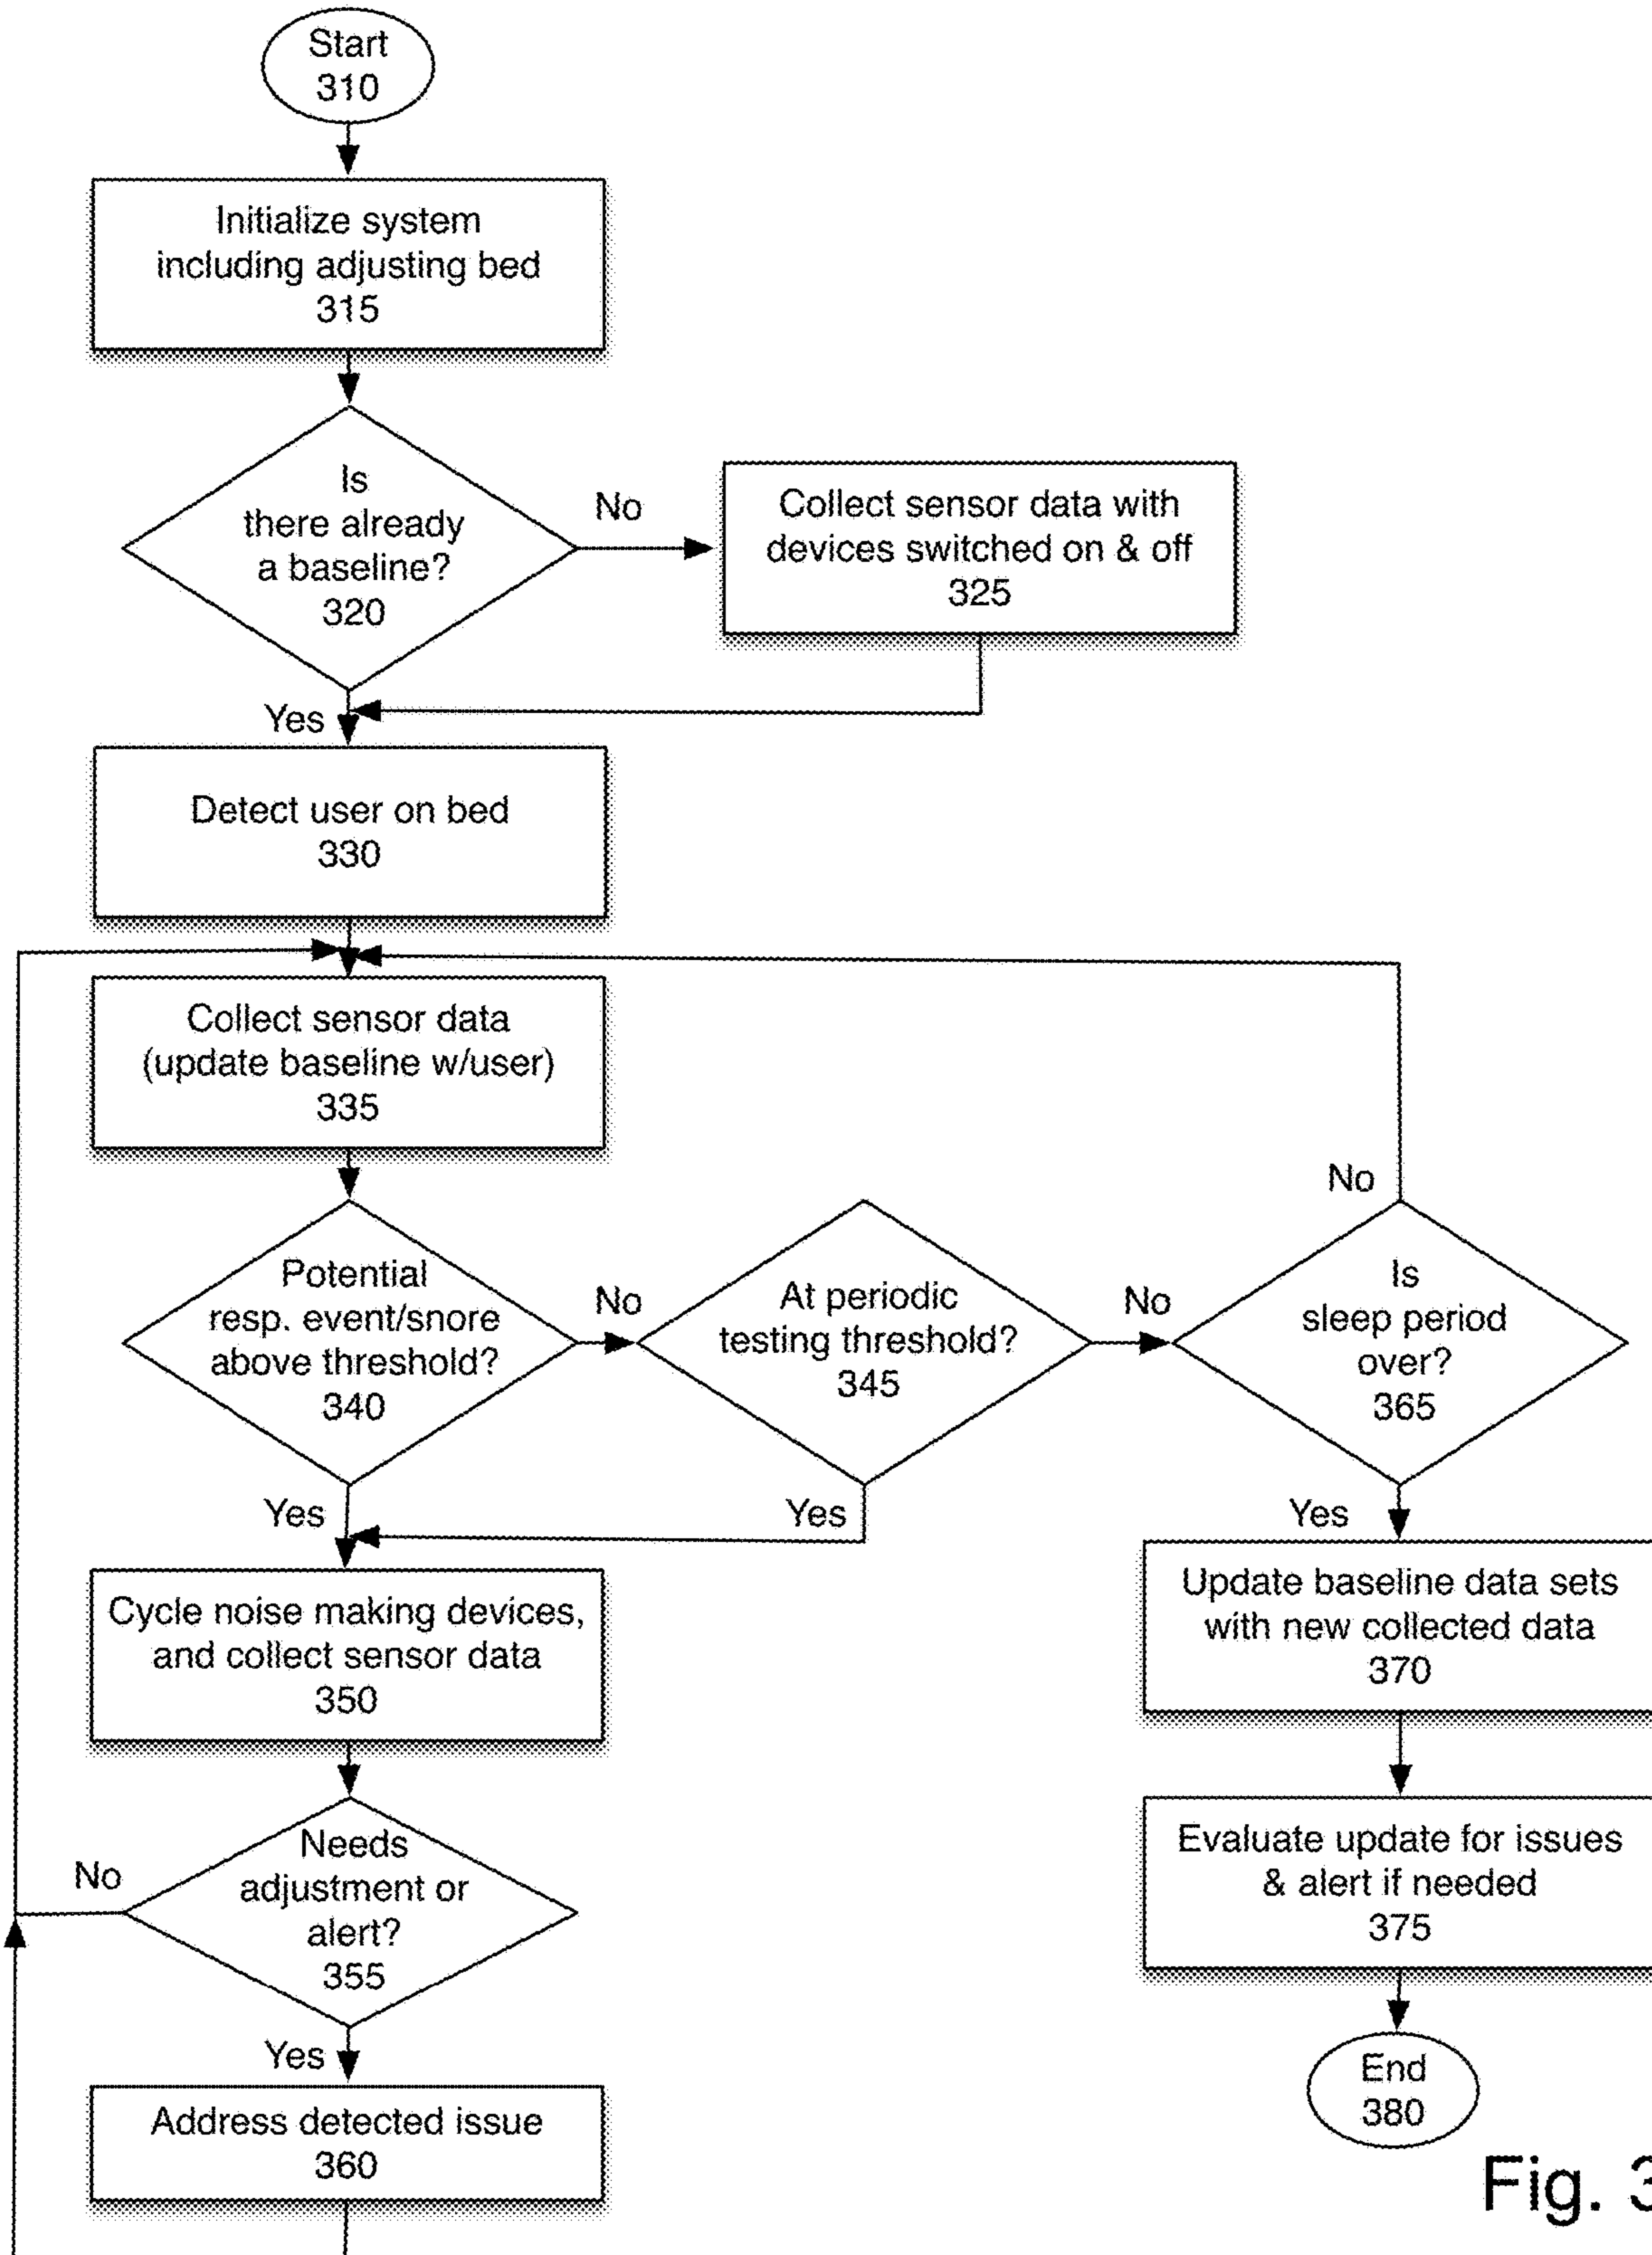 Start
310
Initialize system
including adjusting bed
315
Is
there already
a baseline?
320
No
Collect sensor data with
devices switched on & off
325
Yes
Detect user on bed
330
Collect sensor data
(update baseline w/user)
335
Potential
resp. event/snore
above threshold?
340
No
At periodic
testing threshold?
345
No
Is
sleep period
over?
365
No
Yes
Yes
Yes
Cycle noise making devices,
and collect sensor data
350
Update baseline data sets
with new collected data
370
Needs
adjustment or
alert?
355
No
Evaluate update for issues
& alert if needed
375
Yes
Address detected issue
360
End
380
Fig. 3